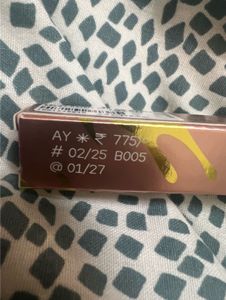 AY ✳ ₹ 775/-
# 02/25 B005
@ 01/27